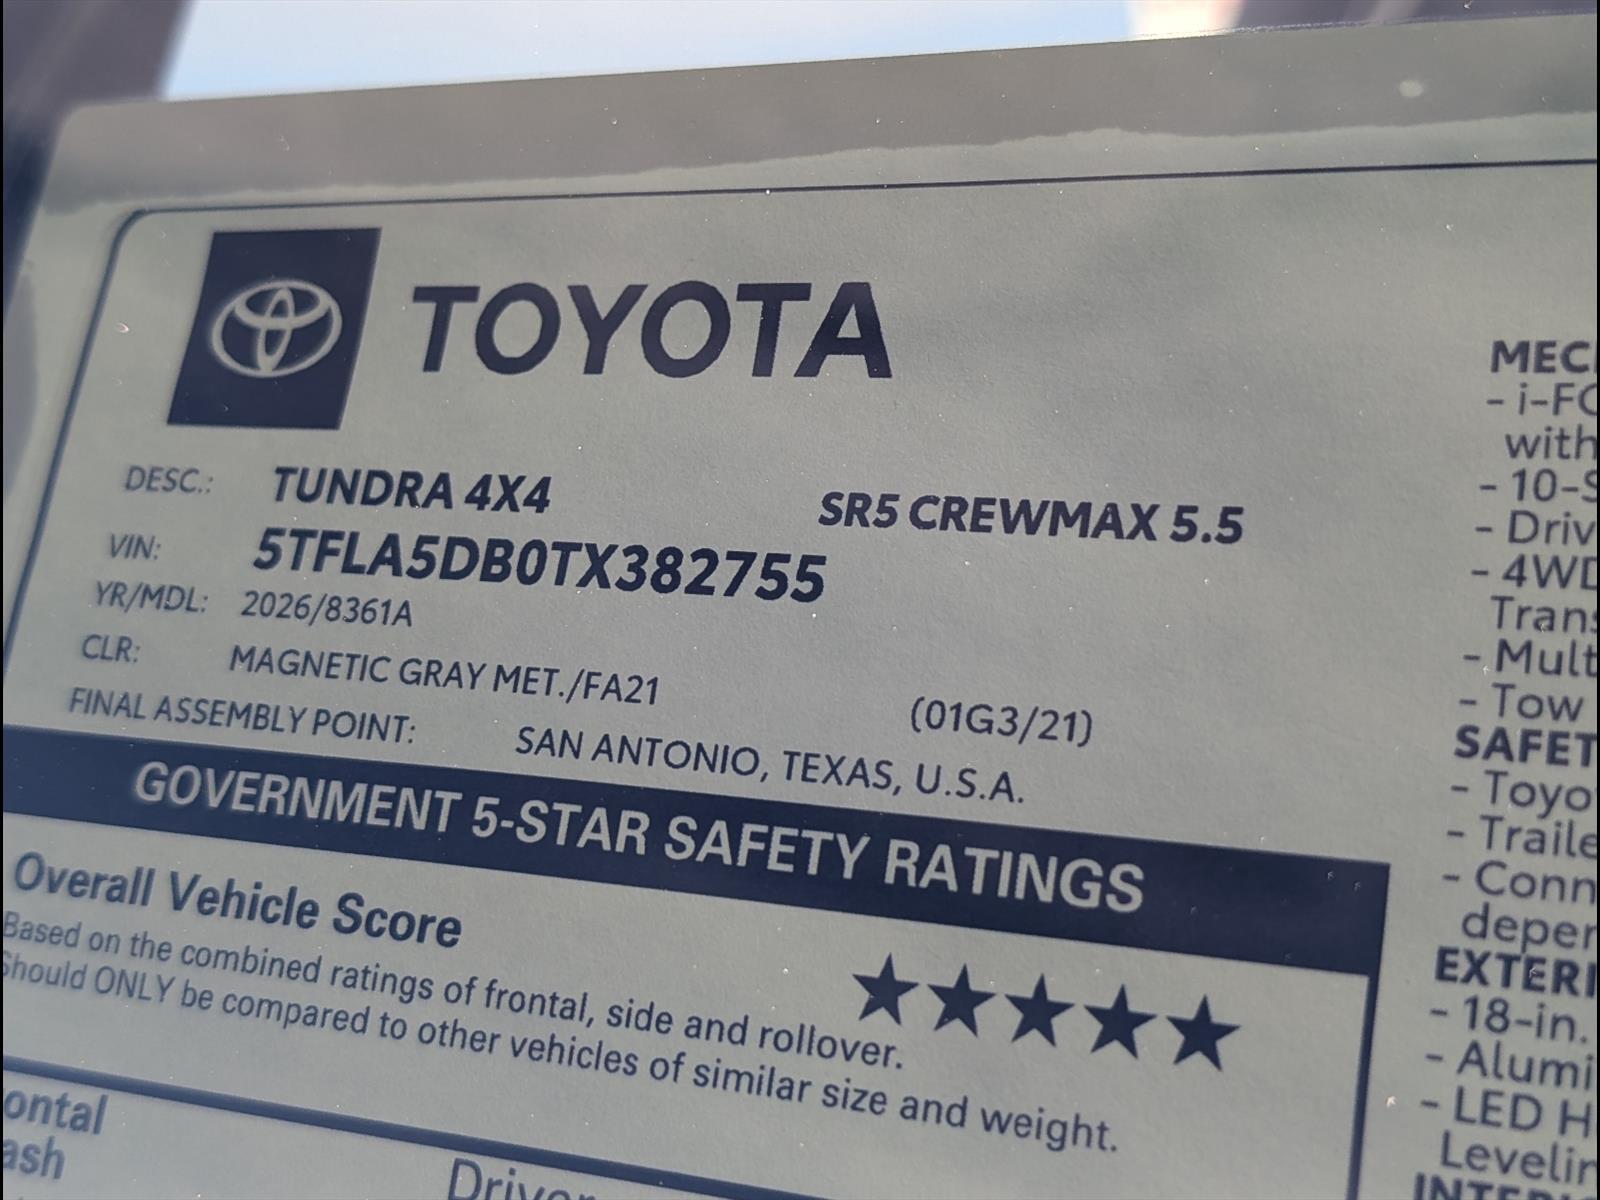 TOYOTA
DESC.: TUNDRA 4X4 SR5 CREWMAX 5.5
VIN: 5TFLA5DB0TX382755
YR/MDL: 2026/8361A
CLR: MAGNETIC GRAY MET./FA21 (01G3/21)
FINAL ASSEMBLY POINT: SAN ANTONIO, TEXAS, U.S.A.
GOVERNMENT 5-STAR SAFETY RATINGS
Overall Vehicle Score ★★★★★
Based on the combined ratings of frontal, side and rollover.
Should ONLY be compared to other vehicles of similar size and weight.
ontal
ash
Driver
MEC
- i-FO
with
- 10-S
- Driv
- 4WD
Trans
- Mult
- Tow
SAFET
- Toyo
- Traile
- Conn
deper
EXTERI
- 18-in.
- Alumi
- LED H
Levelin